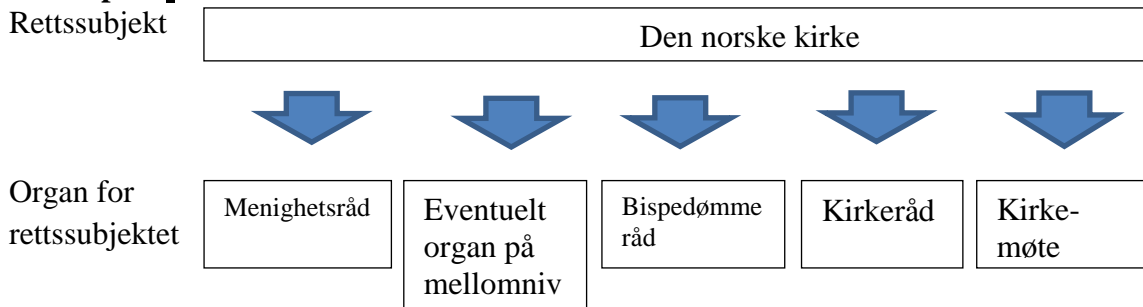 Rettssubjekt
Den norske kirke
Organ for
rettssubjektet
Menighetsråd
Eventuelt
organ på
mellomniv
Bispedømme
råd
Kirkeråd
Kirke-
møte